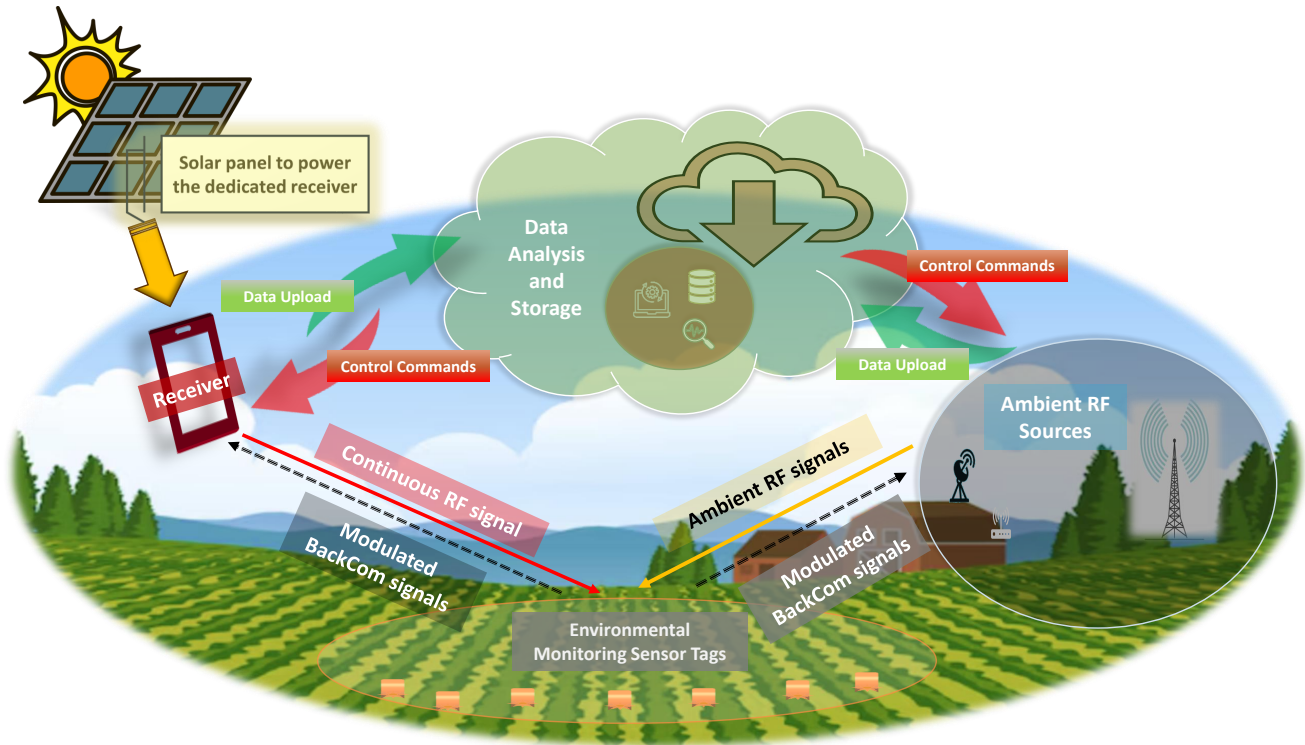 Solar panel to power
the dedicated receiver
Data
Analysis
and
Storage
Control Commands
Data Upload
Control Commands
Data Upload
Receiver
Ambient RF
Sources
Continuous RF signal
Modulated
BackCom signals
Ambient RF signals
Modulated
BackCom signals
Environmental
Monitoring Sensor Tags